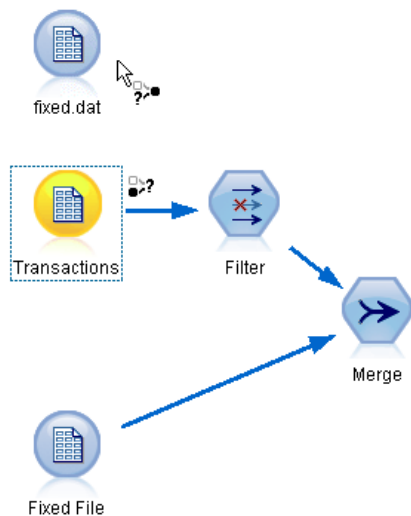 fixed.dat
?
?
Transactions
Filter
Merge
Fixed File